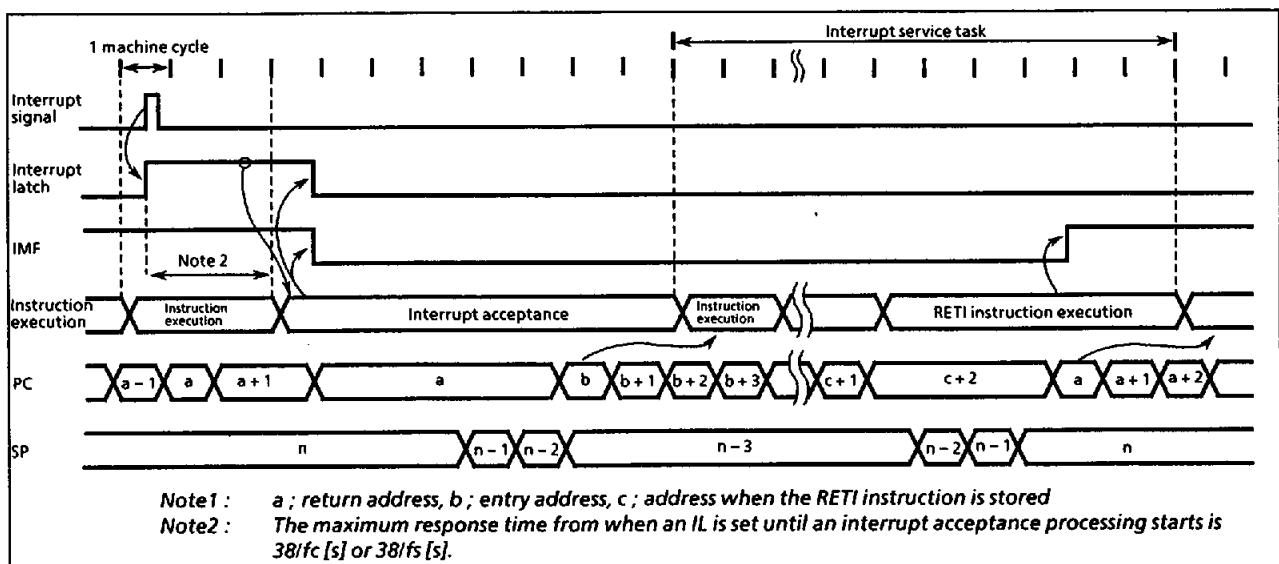 Interrupt service task
1 machine cycle
Interrupt
signal
Interrupt
latch
IMF
Note 2
Instruction
execution
Instruction
execution
Interrupt acceptance
Instruction
execution
RETI instruction execution
PC
a – 1
a
a + 1
a
b
b + 1
b + 2
b + 3
c + 1
c + 2
a
a + 1
a + 2
SP
n
n – 1
n – 2
n – 3
n – 2
n – 1
n
Note1 : a ; return address, b ; entry address, c ; address when the RETI instruction is stored
Note2 : The maximum response time from when an IL is set until an interrupt acceptance processing starts is
38/fc [s] or 38/fs [s].